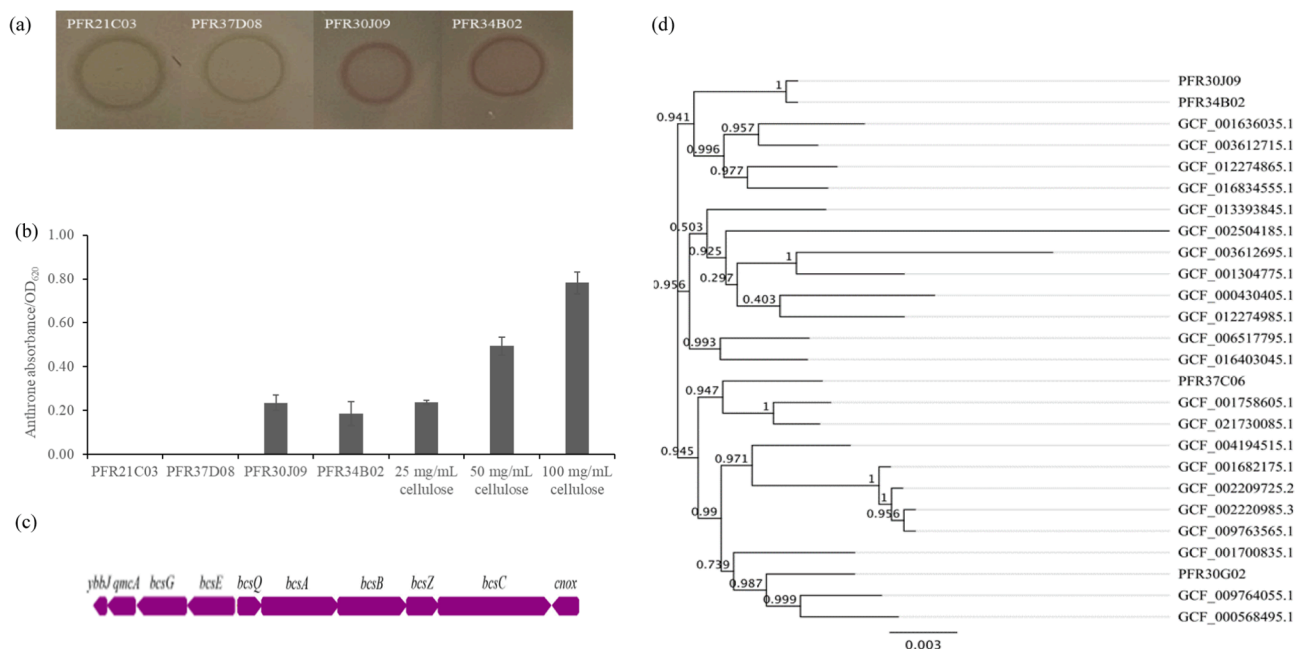 (a)
PFR21C03 PFR37D08 PFR30J09 PFR34B02
(b)
Anthrone absorbance/OD620
1.00
0.80
0.60
0.40
0.20
0.00
PFR21C03 PFR37D08 PFR30J09 PFR34B02 25 mg/mL 50 mg/mL 100 mg/mL
cellulose cellulose cellulose
(c)
ybbJ qmcA bcsG bcsE bcsQ bcsA bcsB bcsZ bcsC cnox
(d)
PFR30J09
1
PFR34B02
0.941
GCF_001636035.1
0.957
GCF_003612715.1
0.996
GCF_012274865.1
0.977
GCF_016834555.1
GCF_013393845.1
0.503
GCF_002504185.1
0.925
GCF_003612695.1
1
GCF_001304775.1
0.297
0.956
GCF_000430405.1
0.403
GCF_012274985.1
GCF_006517795.1
0.993
GCF_016403045.1
PFR37C06
0.947
GCF_001758605.1
1
GCF_021730085.1
GCF_004194515.1
0.945
0.971
GCF_001682175.1
1
GCF_002209725.2
1
GCF_002220985.3
0.956
GCF_009763565.1
0.99
GCF_001700835.1
0.739
PFR30G02
0.987
GCF_009764055.1
0.999
GCF_000568495.1
0.003